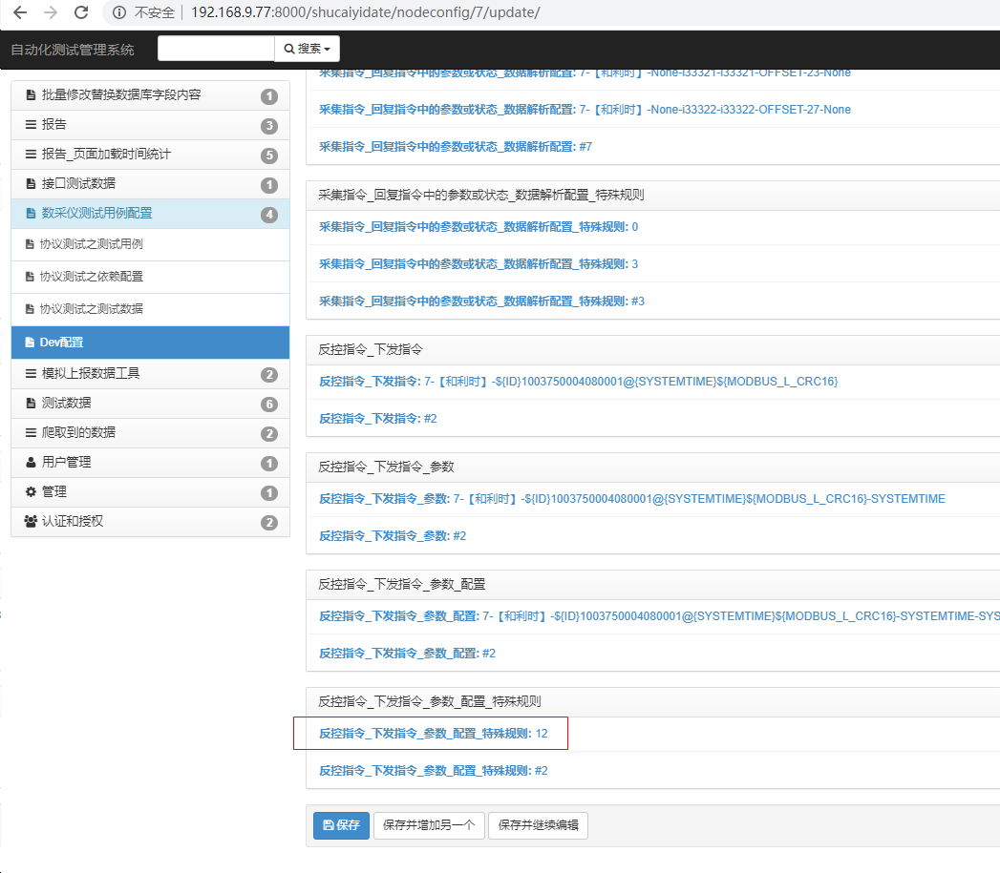 不安全 | 192.168.9.77:8000/shucaiyidate/nodeconfig/7/update/
自动化测试管理系统 搜索
批量修改替换数据库字段内容 1
报告 3
报告_页面加载时间统计 5
接口测试数据 1
数采仪测试用例配置 4
协议测试之测试用例
协议测试之依赖配置
协议测试之测试数据
Dev配置
模拟上报数据工具 2
测试数据 6
爬取到的数据 2
用户管理 1
管理 1
认证和授权 2
采集指令_回复指令中的参数或状态_数据解析配置: 7-【和利时】-None-i33321-i33321-OFFSET-23-None
采集指令_回复指令中的参数或状态_数据解析配置: 7-【和利时】-None-i33322-i33322-OFFSET-27-None
采集指令_回复指令中的参数或状态_数据解析配置: #7
采集指令_回复指令中的参数或状态_数据解析配置_特殊规则
采集指令_回复指令中的参数或状态_数据解析配置_特殊规则: 0
采集指令_回复指令中的参数或状态_数据解析配置_特殊规则: 3
采集指令_回复指令中的参数或状态_数据解析配置_特殊规则: #3
反控指令_下发指令
反控指令_下发指令: 7-【和利时】-${ID}1003750004080001@{SYSTEMTIME}${MODBUS_L_CRC16}
反控指令_下发指令: #2
反控指令_下发指令_参数
反控指令_下发指令_参数: 7-【和利时】-${ID}1003750004080001@{SYSTEMTIME}${MODBUS_L_CRC16}-SYSTEMTIME
反控指令_下发指令_参数: #2
反控指令_下发指令_参数_配置
反控指令_下发指令_参数_配置: 7-【和利时】-${ID}1003750004080001@{SYSTEMTIME}${MODBUS_L_CRC16}-SYSTEMTIME-SYS
反控指令_下发指令_参数_配置: #2
反控指令_下发指令_参数_配置_特殊规则
反控指令_下发指令_参数_配置_特殊规则: 12
反控指令_下发指令_参数_配置_特殊规则: #2
保存 保存并增加另一个 保存并继续编辑